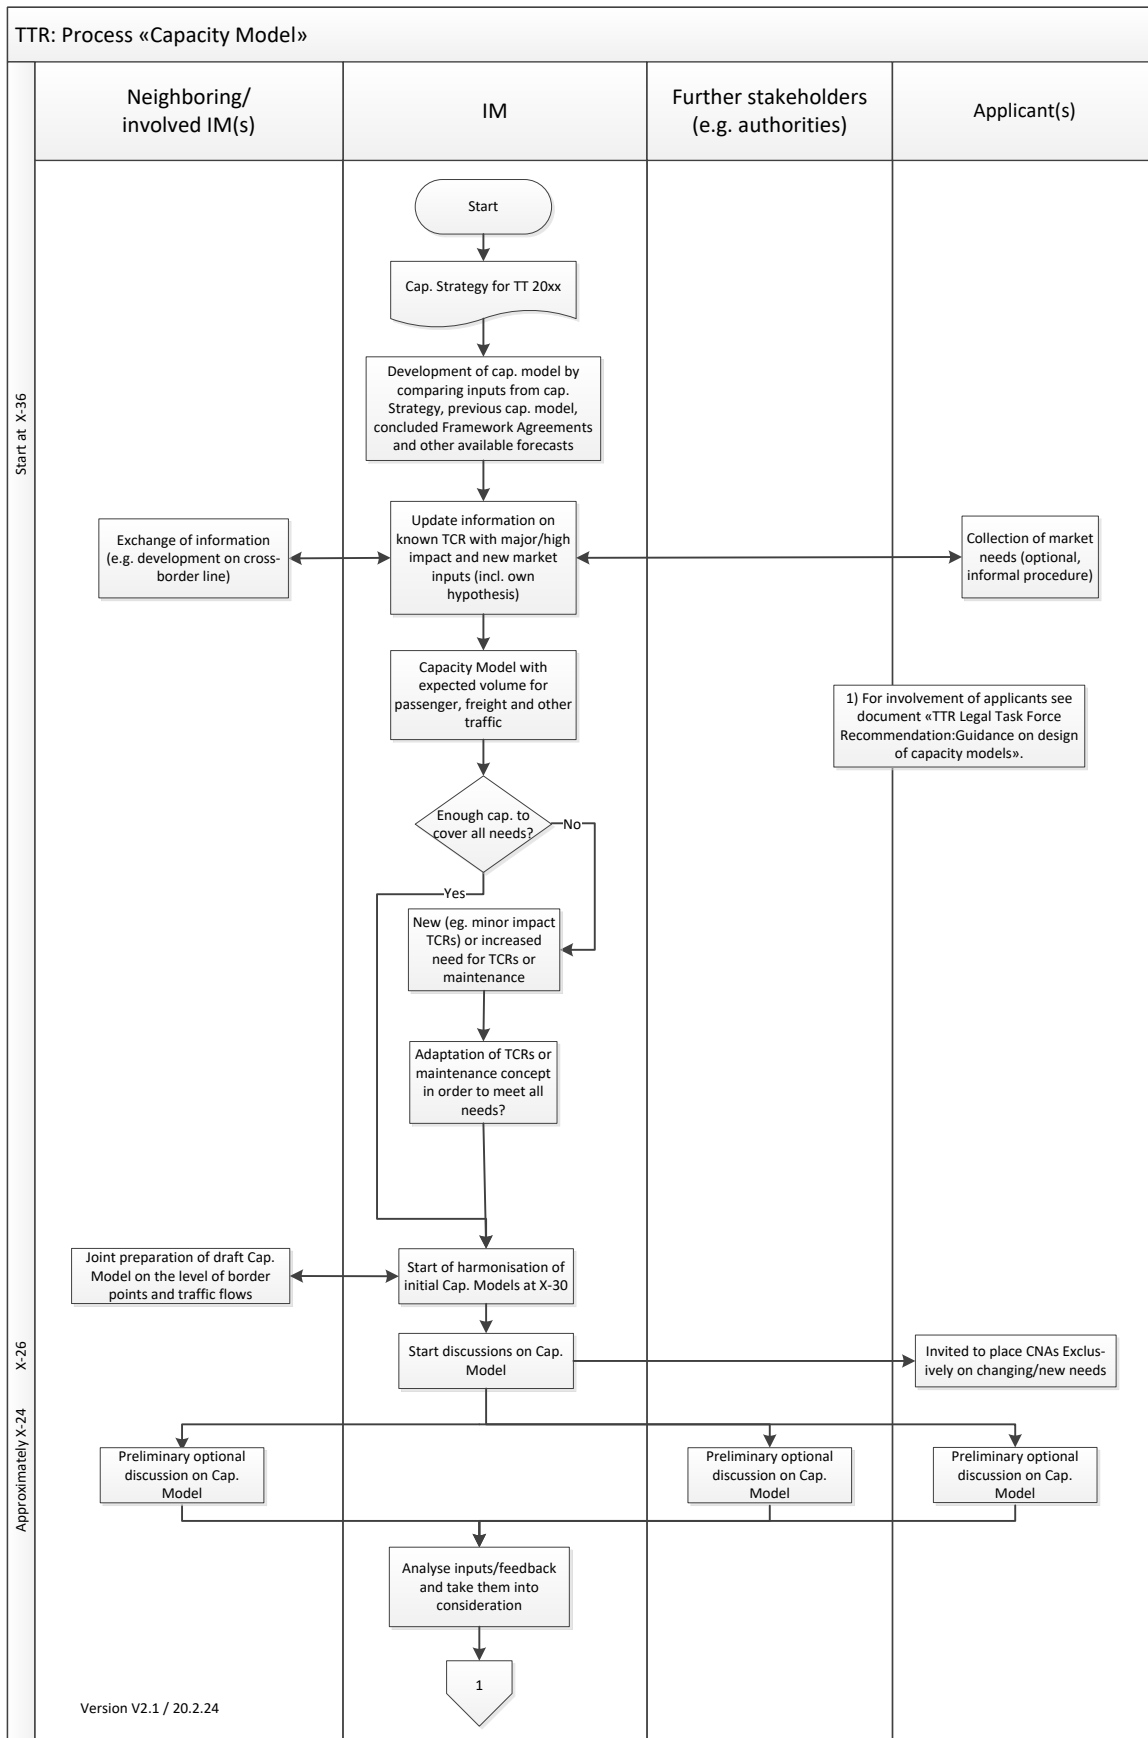 TTR: Process «Capacity Model»
Neighboring/
involved IM(s)
IM
Further stakeholders
(e.g. authorities)
Applicant(s)
Start at X-36
Start
Cap. Strategy for TT 20xx
Development of cap. model by
comparing inputs from cap.
Strategy, previous cap. model,
concluded Framework Agreements
and other available forecasts
Exchange of information
(e.g. development on cross-
border line)
Update information on
known TCR with major/high
impact and new market
inputs (incl. own
hypothesis)
Collection of market
needs (optional,
informal procedure)
Capacity Model with
expected volume for
passenger, freight and other
traffic
1) For involvement of applicants see
document «TTR Legal Task Force
Recommendation:Guidance on design
of capacity models».
Enough cap. to
cover all needs?
No
Yes
New (eg. minor impact
TCRs) or increased
need for TCRs or
maintenance
Adaptation of TCRs or
maintenance concept
in order to meet all
needs?
Joint preparation of draft Cap.
Model on the level of border
points and traffic flows
Start of harmonisation of
initial Cap. Models at X-30
X-26
Start discussions on Cap.
Model
Invited to place CNAs Exclus-
ively on changing/new needs
Approximately X-24
Preliminary optional
discussion on Cap.
Model
Preliminary optional
discussion on Cap.
Model
Preliminary optional
discussion on Cap.
Model
Analyse inputs/feedback
and take them into
consideration
1
Version V2.1 / 20.2.24